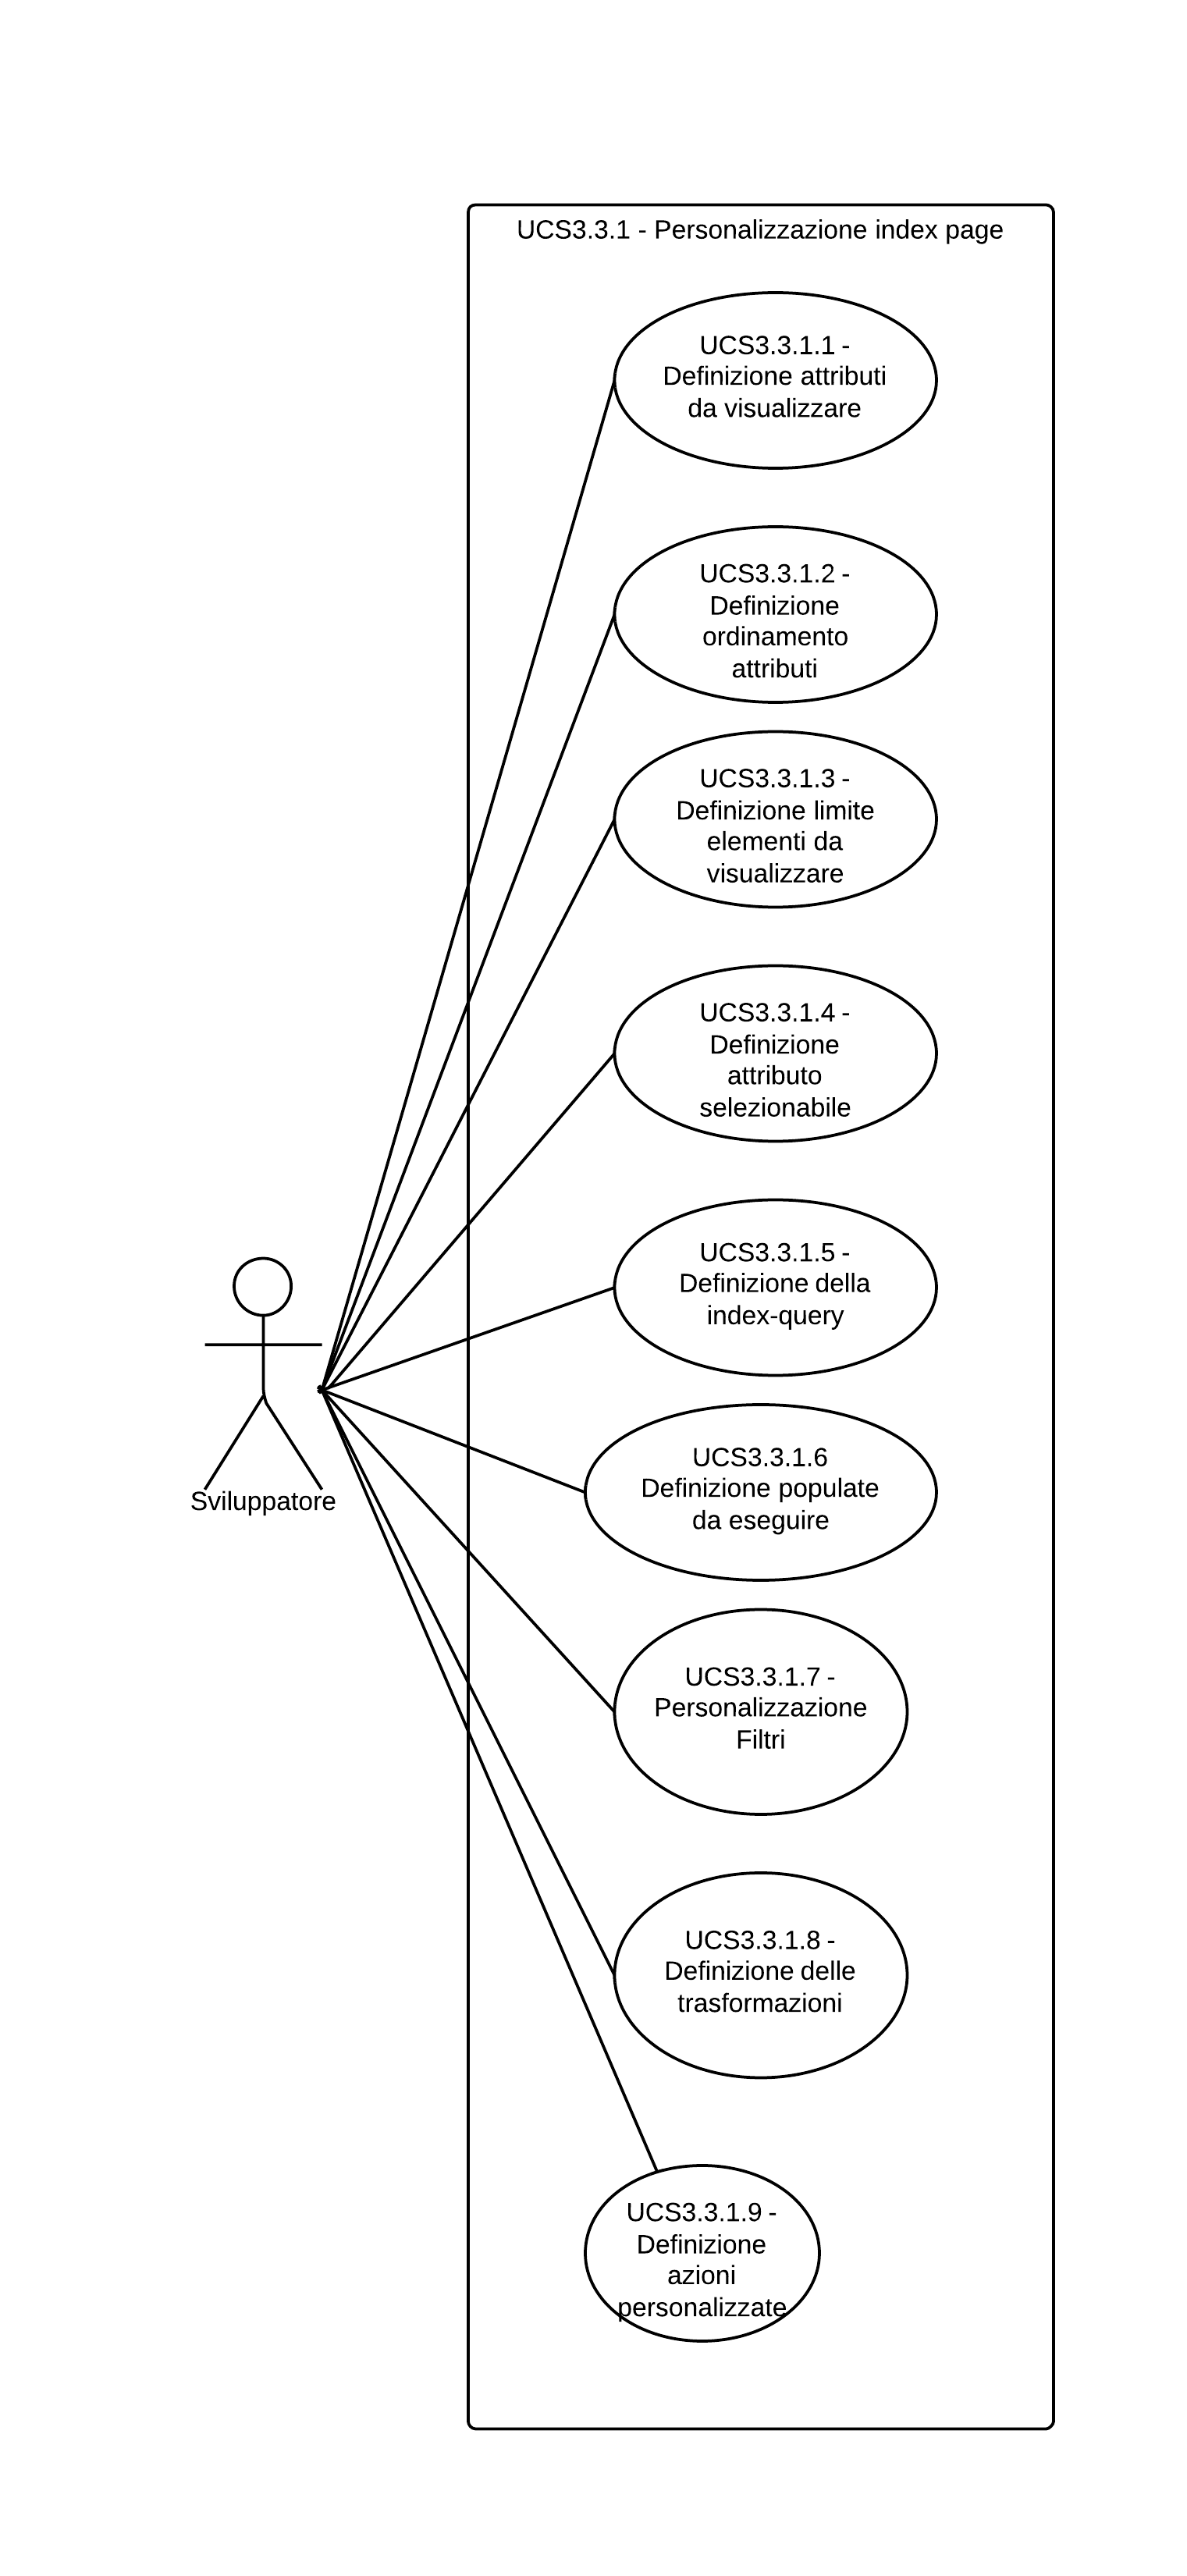 UCS3.3.1 - Personalizzazione index page
UCS3.3.1.1 -
Definizione attributi
da visualizzare
UCS3.3.1.2 -
Definizione
ordinamento
attributi
UCS3.3.1.3 -
Definizione limite
elementi da
visualizzare
UCS3.3.1.4 -
Definizione
attributo
selezionabile
UCS3.3.1.5 -
Definizione della
index-query
Sviluppatore
UCS3.3.1.6
Definizione populate
da eseguire
UCS3.3.1.7 -
Personalizzazione
Filtri
UCS3.3.1.8 -
Definizione delle
trasformazioni
UCS3.3.1.9 -
Definizione
azioni
personalizzate